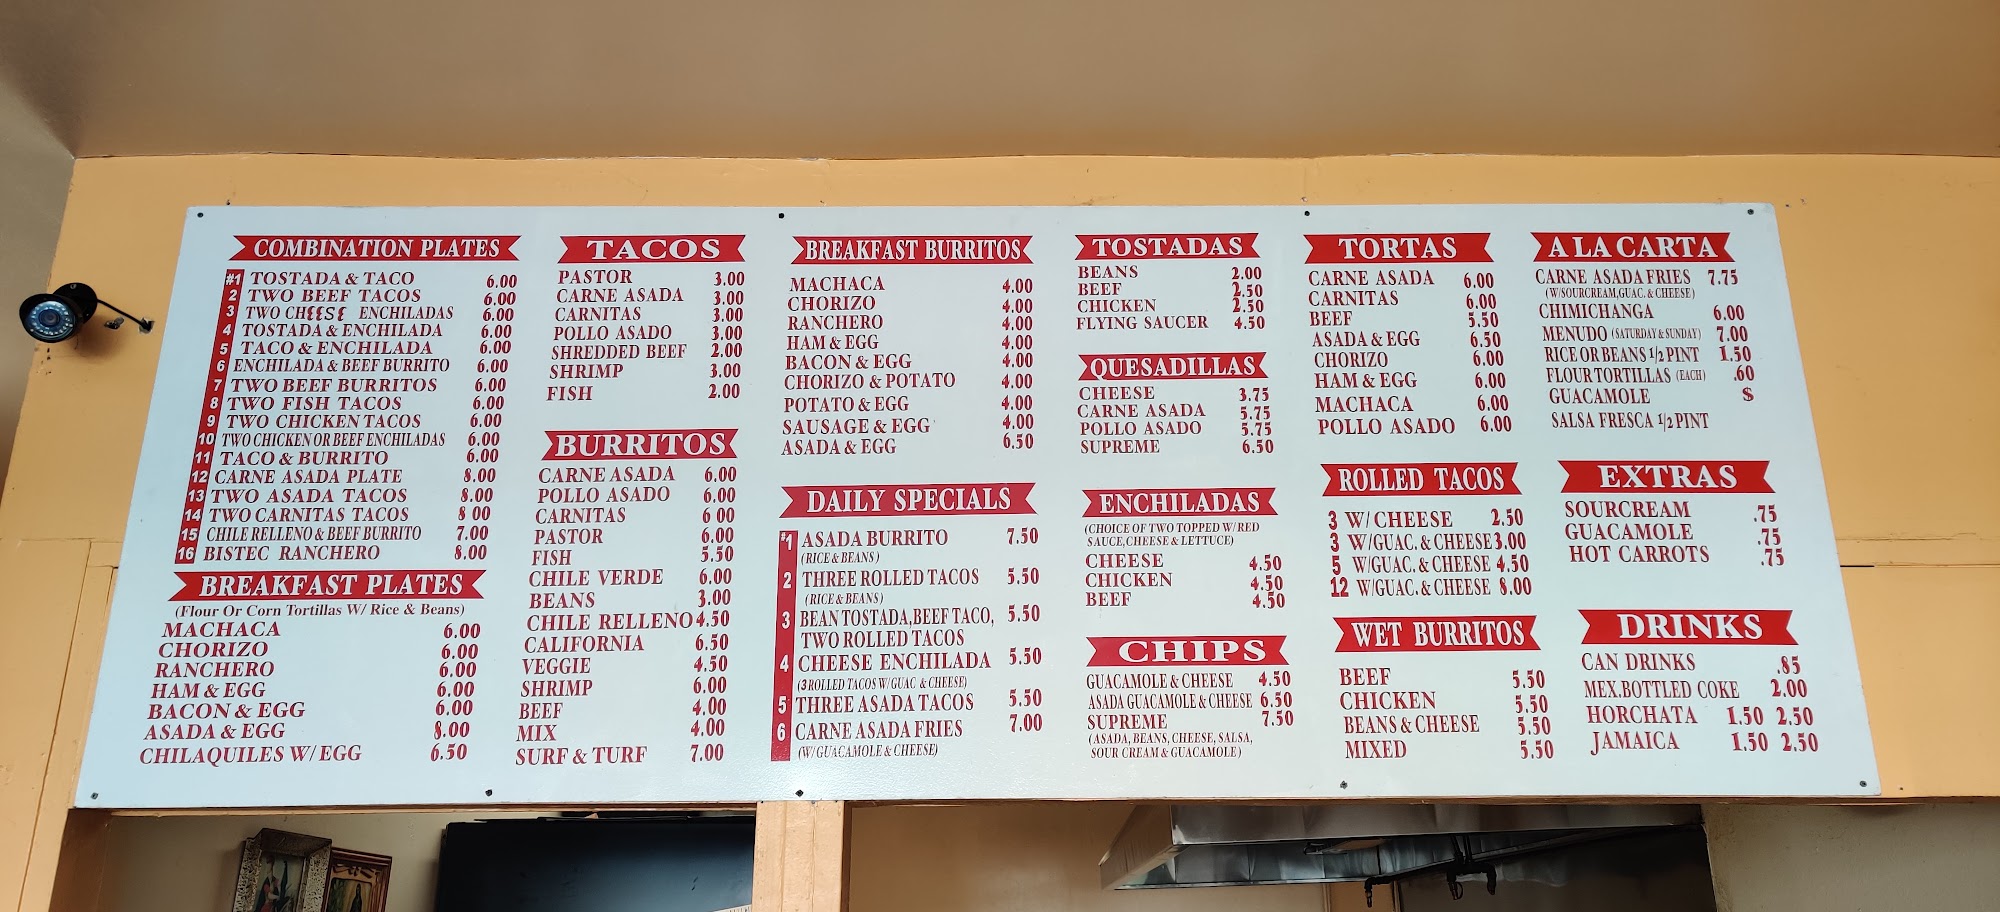 COMBINATION PLATES
#1 TOSTADA & TACO 6.00
2 TWO BEEF TACOS 6.00
3 TWO CHEESE ENCHILADAS 6.00
4 TOSTADA & ENCHILADA 6.00
5 TACO & ENCHILADA 6.00
6 ENCHILADA & BEEF BURRITO 6.00
7 TWO BEEF BURRITOS 6.00
8 TWO FISH TACOS 6.00
9 TWO CHICKEN TACOS 6.00
10 TWO CHICKEN OR BEEF ENCHILADAS 6.00
11 TACO & BURRITO 6.00
12 CARNE ASADA PLATE 8.00
13 TWO ASADA TACOS 8.00
14 TWO CARNITAS TACOS 8 00
15 CHILE RELLENO & BEEF BURRITO 7.00
16 BISTEC RANCHERO 8.00
BREAKFAST PLATES
(Flour Or Corn Tortillas W/ Rice & Beans)
MACHACA 6.00
CHORIZO 6.00
RANCHERO 6.00
HAM & EGG 6.00
BACON & EGG 6.00
ASADA & EGG 8.00
CHILAQUILES W/ EGG 6.50
TACOS
PASTOR 3.00
CARNE ASADA 3.00
CARNITAS 3.00
POLLO ASADO 3.00
SHREDDED BEEF 2.00
SHRIMP 3.00
FISH 2.00
BURRITOS
CARNE ASADA 6.00
POLLO ASADO 6.00
CARNITAS 6 00
PASTOR 6.00
FISH 5.50
CHILE VERDE 6.00
BEANS 3.00
CHILE RELLENO 4.50
CALIFORNIA 6.50
VEGGIE 4.50
SHRIMP 6.00
BEEF 4.00
MIX 4.00
SURF & TURF 7.00
BREAKFAST BURRITOS
MACHACA 4.00
CHORIZO 4.00
RANCHERO 4.00
HAM & EGG 4.00
BACON & EGG 4.00
CHORIZO & POTATO 4.00
POTATO & EGG 4.00
SAUSAGE & EGG 4.00
ASADA & EGG 6.50
DAILY SPECIALS
#1 ASADA BURRITO 7.50
(RICE & BEANS)
2 THREE ROLLED TACOS 5.50
(RICE & BEANS)
3 BEAN TOSTADA, BEEF TACO, 5.50
TWO ROLLED TACOS
4 CHEESE ENCHILADA 5.50
(3 ROLLED TACOS W/ GUAC & CHEESE)
5 THREE ASADA TACOS 5.50
6 CARNE ASADA FRIES 7.00
(W/ GUACAMOLE & CHEESE)
TOSTADAS
BEANS 2.00
BEEF 2.50
CHICKEN 2.50
FLYING SAUCER 4.50
QUESADILLAS
CHEESE 3.75
CARNE ASADA 5.75
POLLO ASADO 5.75
SUPREME 6.50
ENCHILADAS
(CHOICE OF TWO TOPPED W/ RED
SAUCE, CHEESE & LETTUCE)
CHEESE 4.50
CHICKEN 4.50
BEEF 4.50
CHIPS
GUACAMOLE & CHEESE 4.50
ASADA GUACAMOLE & CHEESE 6.50
SUPREME 7.50
(ASADA, BEANS, CHEESE, SALSA,
SOUR CREAM & GUACAMOLE)
TORTAS
CARNE ASADA 6.00
CARNITAS 6.00
BEEF 5.50
ASADA & EGG 6.50
CHORIZO 6.00
HAM & EGG 6.00
MACHACA 6.00
POLLO ASADO 6.00
ROLLED TACOS
3 W/ CHEESE 2.50
3 W/GUAC. & CHEESE 3.00
5 W/GUAC. & CHEESE 4.50
12 W/GUAC. & CHEESE 8.00
WET BURRITOS
BEEF 5.50
CHICKEN 5.50
BEANS & CHEESE 5.50
MIXED 5.50
A LA CARTA
CARNE ASADA FRIES 7.75
(W/SOURCREAM, GUAC. & CHEESE)
CHIMICHANGA 6.00
MENUDO (SATURDAY & SUNDAY) 7.00
RICE OR BEANS 1/2 PINT 1.50
FLOUR TORTILLAS (EACH) .60
GUACAMOLE $
SALSA FRESCA 1/2 PINT
EXTRAS
SOURCREAM .75
GUACAMOLE .75
HOT CARROTS .75
DRINKS
CAN DRINKS .85
MEX. BOTTLED COKE 2.00
HORCHATA 1.50 2.50
JAMAICA 1.50 2.50